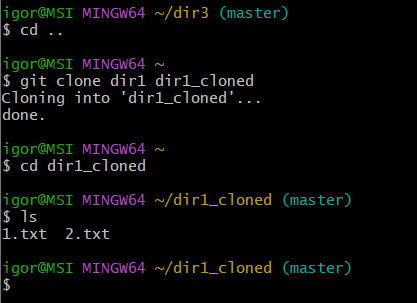 igor@MSI MINGW64 ~/dir3 (master)
$ cd ..
igor@MSI MINGW64 ~
$ git clone dir1 dir1_cloned
Cloning into 'dir1_cloned'...
done.
igor@MSI MINGW64 ~
$ cd dir1_cloned
igor@MSI MINGW64 ~/dir1_cloned (master)
$ ls
1.txt  2.txt
igor@MSI MINGW64 ~/dir1_cloned (master)
$